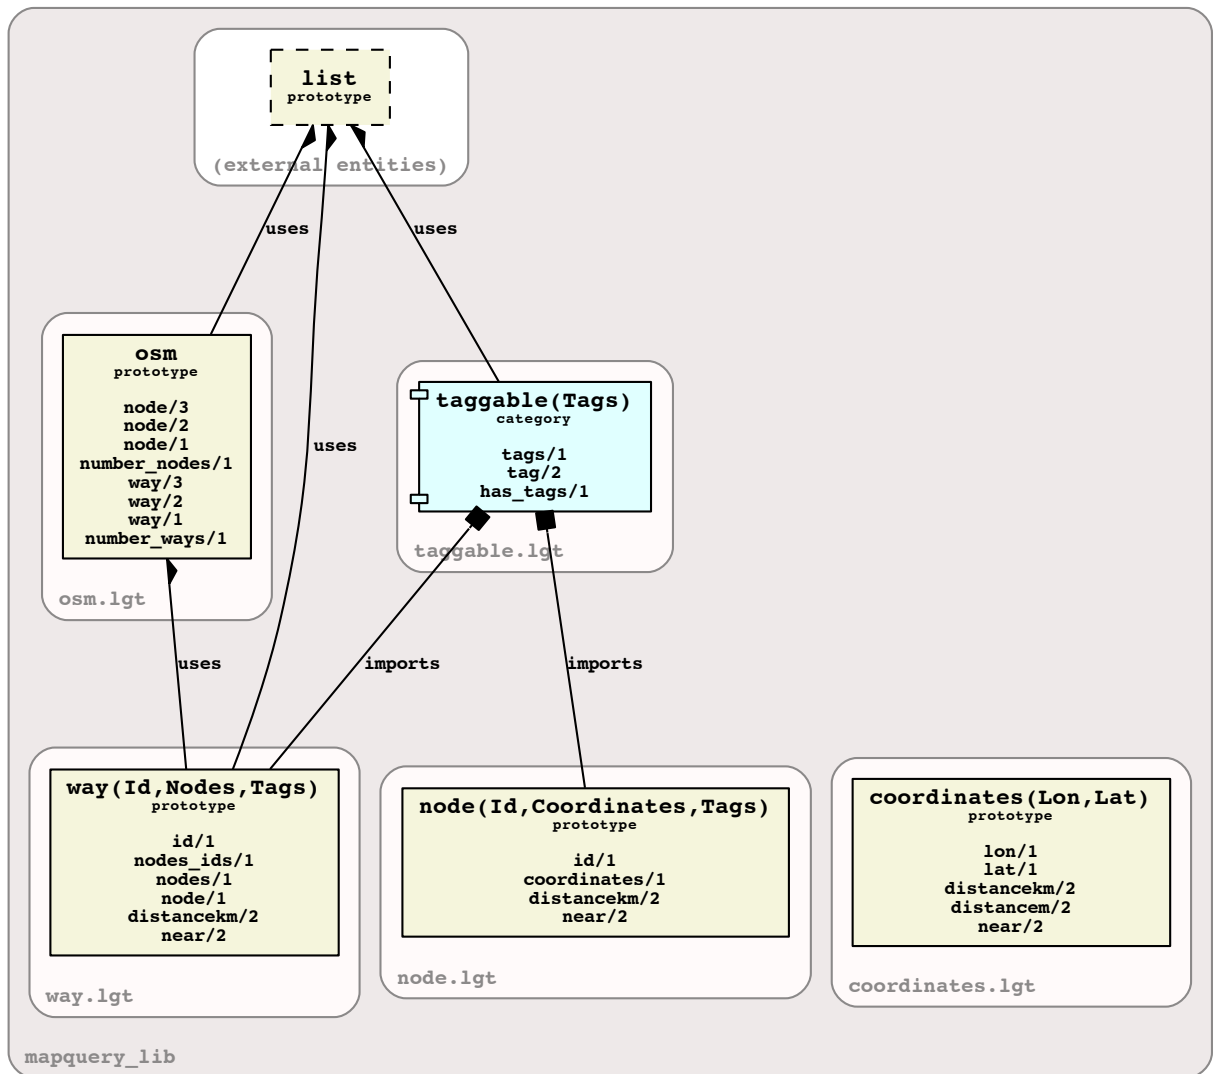 list
prototype
(external entities)
uses
uses
osm
prototype
node/3
node/2
node/1
number_nodes/1
way/3
way/2
way/1
number_ways/1
osm.lgt
uses
taggable(Tags)
category
tags/1
tag/2
has_tags/1
taggable.lgt
uses
imports
imports
way(Id,Nodes,Tags)
prototype
id/1
nodes_ids/1
nodes/1
node/1
distancekm/2
near/2
way.lgt
node(Id,Coordinates,Tags)
prototype
id/1
coordinates/1
distancekm/2
near/2
node.lgt
coordinates(Lon,Lat)
prototype
lon/1
lat/1
distancekm/2
distancem/2
near/2
coordinates.lgt
mapquery_lib